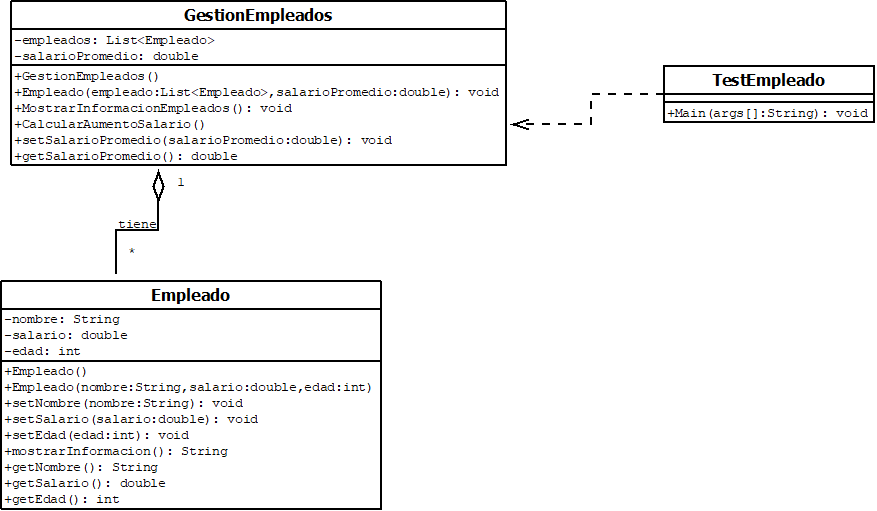 GestionEmpleados
-empleados: List<Empleado>
-salarioPromedio: double
+GestionEmpleados()
+Empleado(empleado:List<Empleado>,salarioPromedio:double): void
+MostrarInformacionEmpleados(): void
+CalcularAumentoSalario()
+setSalarioPromedio(salarioPromedio:double): void
+getSalarioPromedio(): double
TestEmpleado
+Main(args[]:String): void
1
tiene
*
Empleado
-nombre: String
-salario: double
-edad: int
+Empleado()
+Empleado(nombre:String,salario:double,edad:int)
+setNombre(nombre:String): void
+setSalario(salario:double): void
+setEdad(edad:int): void
+mostrarInformacion(): String
+getNombre(): String
+getSalario(): double
+getEdad(): int